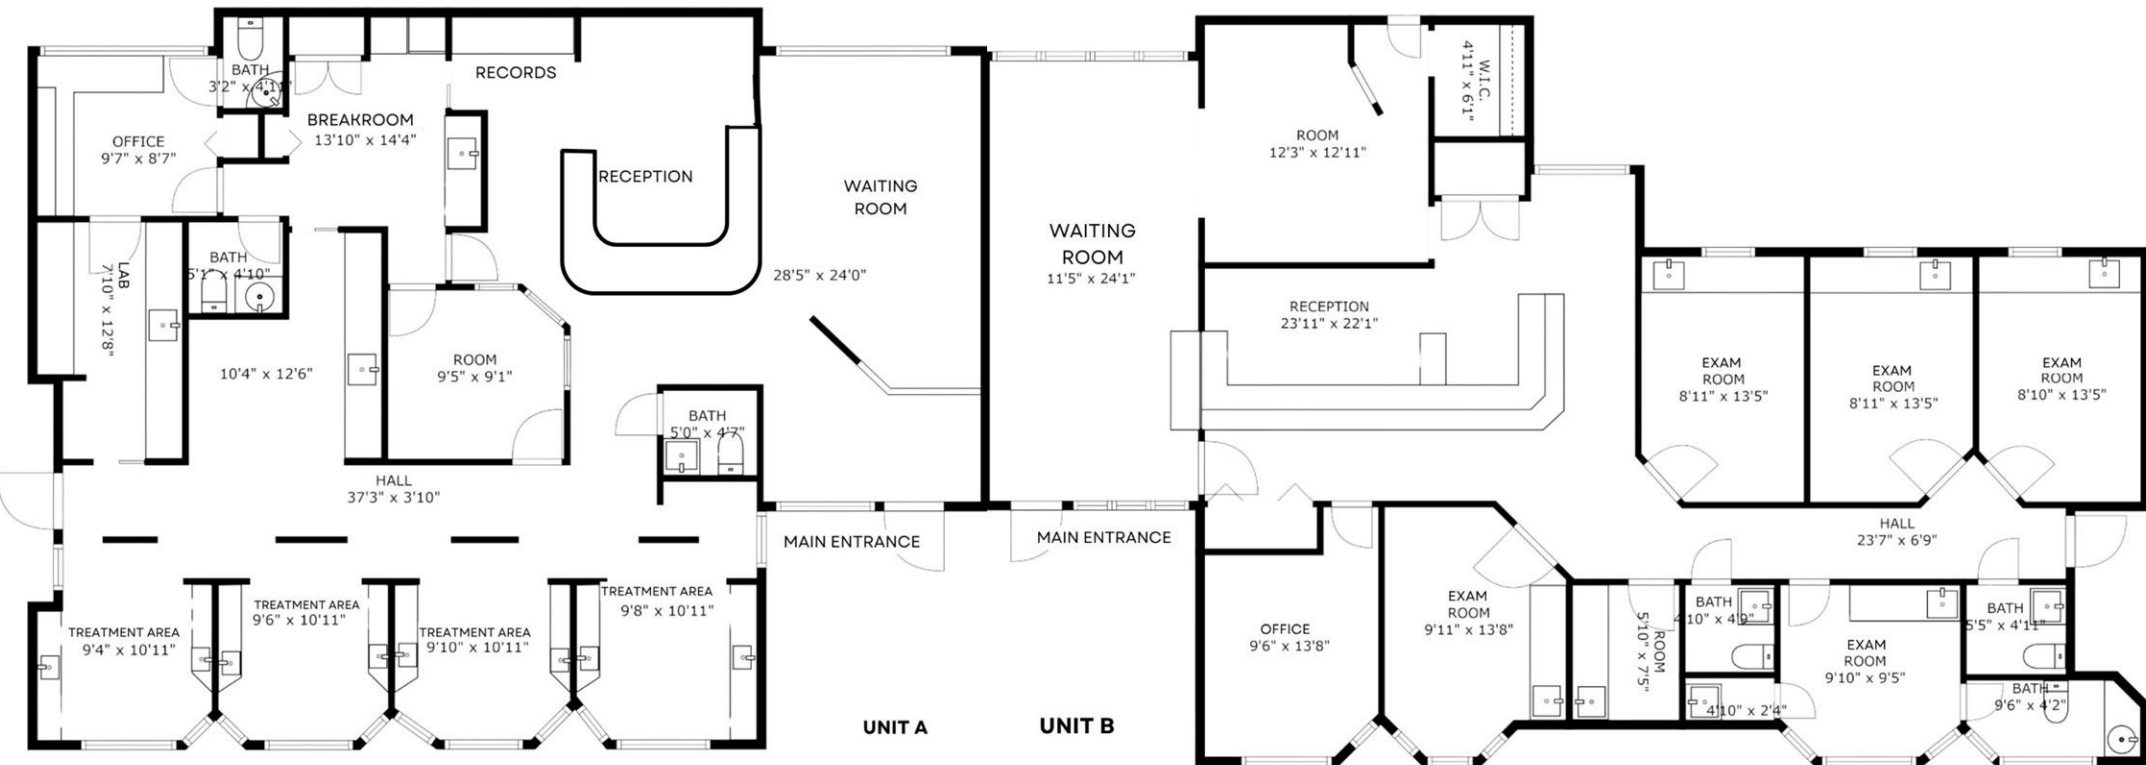 BATH
3'2" x 4'11"
RECORDS
BREAKROOM
13'10" x 14'4"
OFFICE
9'7" x 8'7"
RECEPTION
WAITING
ROOM
28'5" x 24'0"
BATH
5'1" x 4'10"
LAB
7'10" x 12'8"
10'4" x 12'6"
ROOM
9'5" x 9'1"
BATH
5'0" x 4'7"
HALL
37'3" x 3'10"
MAIN ENTRANCE
TREATMENT AREA
9'4" x 10'11"
TREATMENT AREA
9'6" x 10'11"
TREATMENT AREA
9'10" x 10'11"
TREATMENT AREA
9'8" x 10'11"
UNIT A
UNIT B
WAITING
ROOM
11'5" x 24'1"
MAIN ENTRANCE
ROOM
12'3" x 12'11"
W.I.C.
4'11" x 6'1"
RECEPTION
23'11" x 22'1"
EXAM
ROOM
8'11" x 13'5"
EXAM
ROOM
8'11" x 13'5"
EXAM
ROOM
8'10" x 13'5"
HALL
23'7" x 6'9"
OFFICE
9'6" x 13'8"
EXAM
ROOM
9'11" x 13'8"
ROOM
5'10" x 7'5"
BATH
4'10" x 4'9"
4'10" x 2'4"
EXAM
ROOM
9'10" x 9'5"
BATH
5'5" x 4'11"
BATH
9'6" x 4'2"